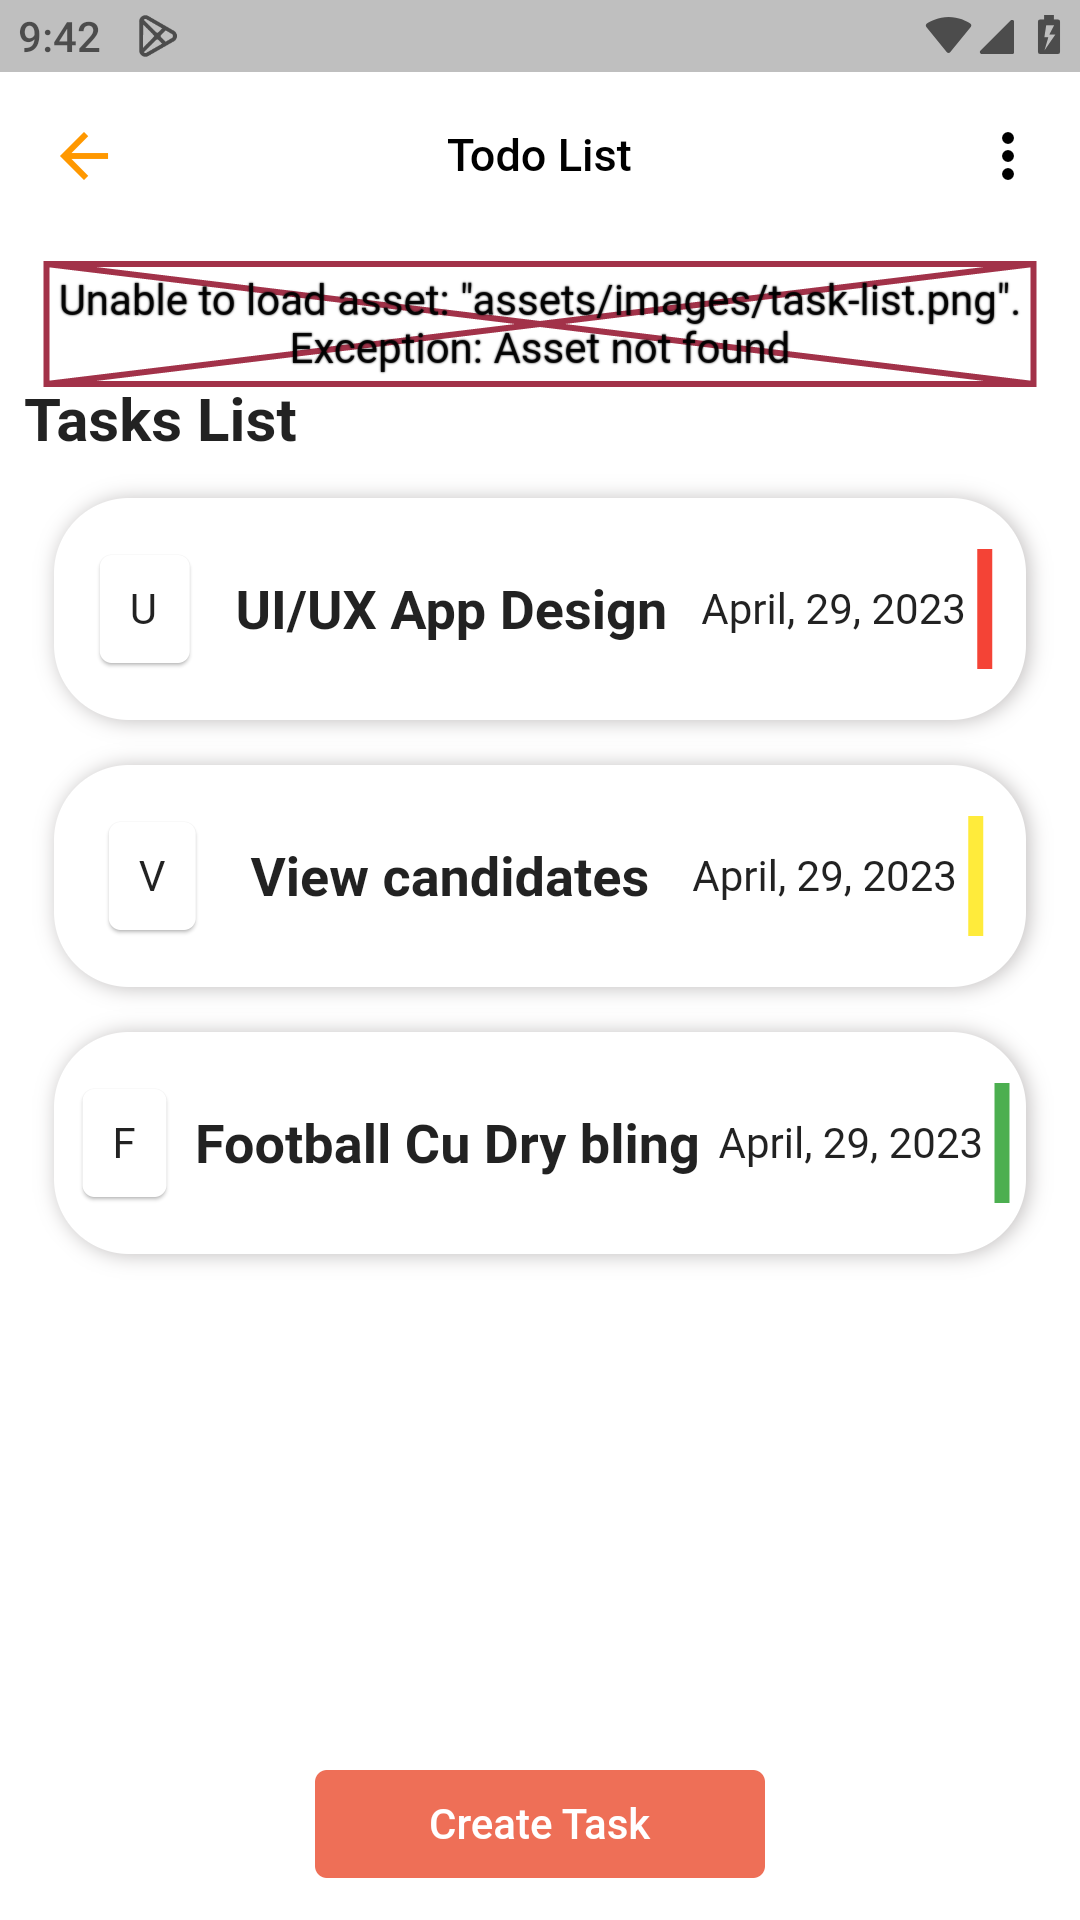 9:42
Todo List
Unable to load asset: "assets/images/task-list.png".
Exception: Asset not found
Tasks List
U UI/UX App Design April, 29, 2023
V View candidates April, 29, 2023
F Football Cu Dry bling April, 29, 2023
Create Task